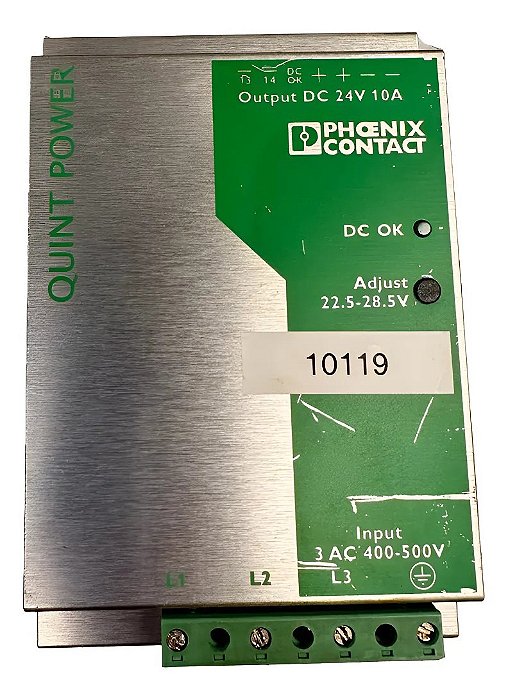 QUINT POWER
13 14 DC OK + + – –
Output DC 24V 10A
PHŒNIX
CONTACT
DC OK
Adjust
22.5-28.5V
10119
Input
3 AC 400-500V
L1 L2 L3